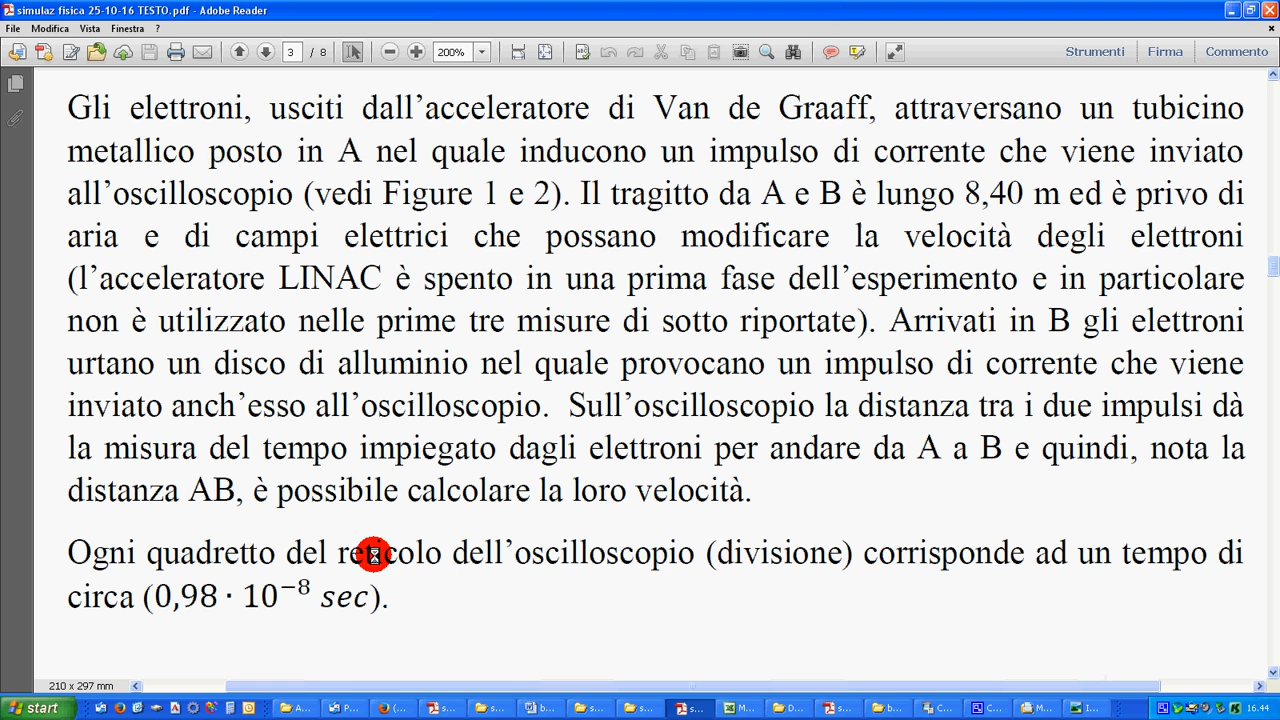 simulaz fisica 25-10-16 TESTO.pdf - Adobe Reader
File Modifica Vista Finestra ?
3 / 8 200% Strumenti Firma Commento
Gli elettroni, usciti dall’acceleratore di Van de Graaff, attraversano un tubicino
metallico posto in A nel quale inducono un impulso di corrente che viene inviato
all’oscilloscopio (vedi Figure 1 e 2). Il tragitto da A e B è lungo 8,40 m ed è privo di
aria e di campi elettrici che possano modificare la velocità degli elettroni
(l’acceleratore LINAC è spento in una prima fase dell’esperimento e in particolare
non è utilizzato nelle prime tre misure di sotto riportate). Arrivati in B gli elettroni
urtano un disco di alluminio nel quale provocano un impulso di corrente che viene
inviato anch’esso all’oscilloscopio. Sull’oscilloscopio la distanza tra i due impulsi dà
la misura del tempo impiegato dagli elettroni per andare da A a B e quindi, nota la
distanza AB, è possibile calcolare la loro velocità.
Ogni quadretto del reticolo dell’oscilloscopio (divisione) corrisponde ad un tempo di
circa (0,98 · 10⁻⁸ sec).
210 x 297 mm
start A... P... (... s... s... b... s... s... s... M... D... s... b... C... C... M... I... 16.44